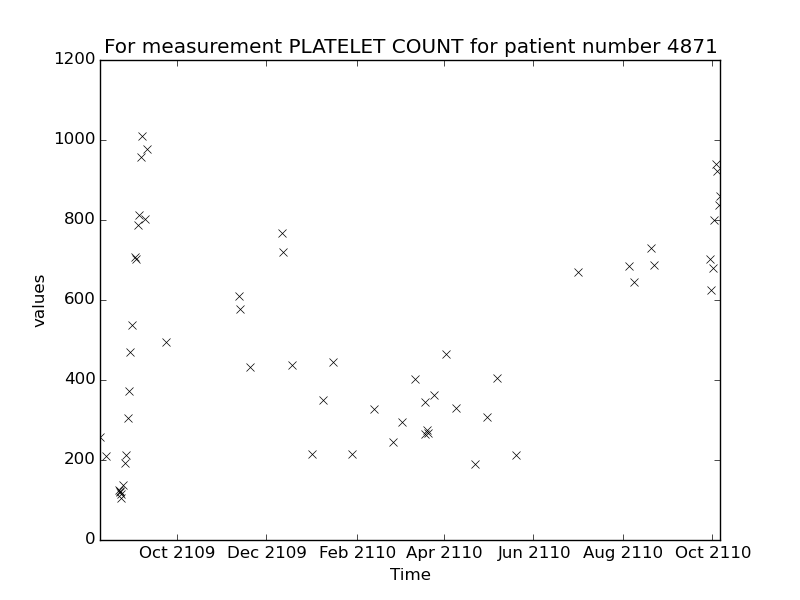 For measurement PLATELET COUNT for patient number 4871
1200
1000
800
600
400
200
0
values
Oct 2109 Dec 2109 Feb 2110 Apr 2110 Jun 2110 Aug 2110 Oct 2110
Time